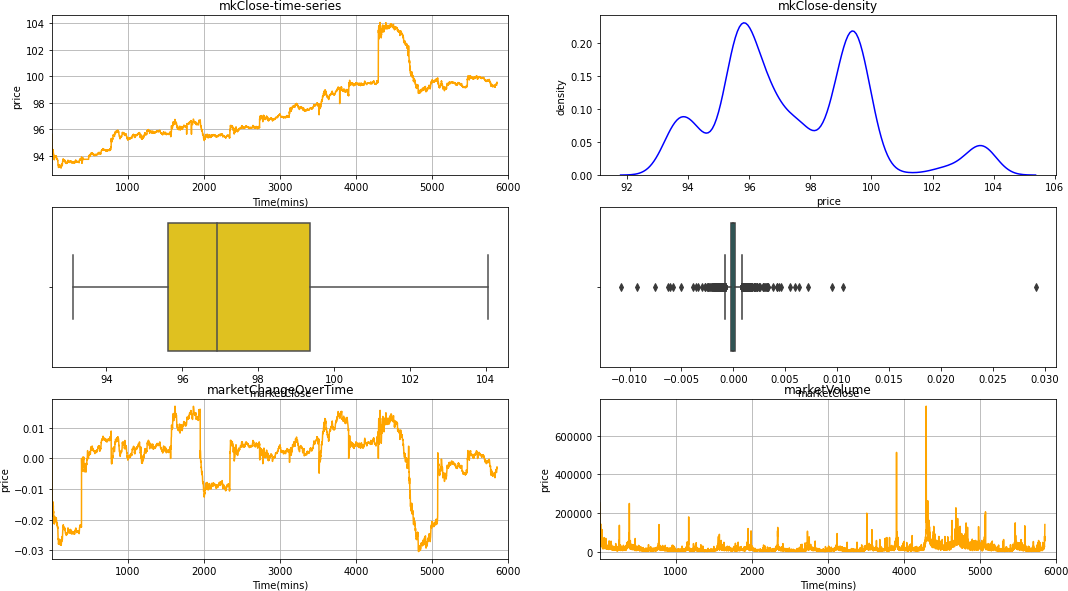 mkClose-time-series
104
102
100
98
96
94
price
1000 2000 3000 4000 5000 6000
Time(mins)
mkClose-density
0.20
0.15
0.10
0.05
0.00
density
92 94 96 98 100 102 104 106
price
94 96 98 100 102 104
marketClose
−0.010 −0.005 0.000 0.005 0.010 0.015 0.020 0.025 0.030
marketClose
marketChangeOverTime
0.01
0.00
−0.01
−0.02
−0.03
price
1000 2000 3000 4000 5000 6000
Time(mins)
marketVolume
600000
400000
200000
0
price
1000 2000 3000 4000 5000 6000
Time(mins)